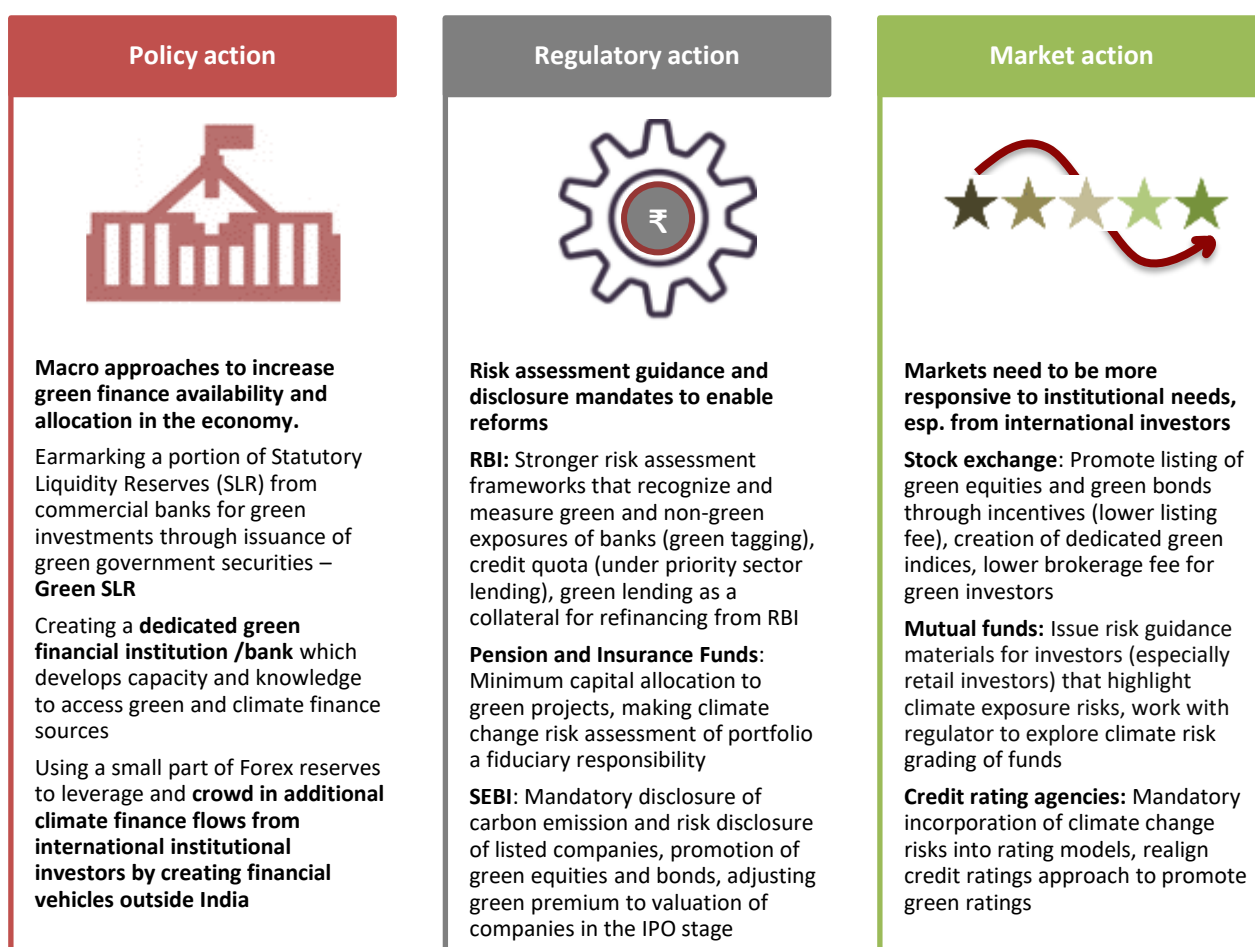 Policy action
Macro approaches to increase
green finance availability and
allocation in the economy.
Earmarking a portion of Statutory
Liquidity Reserves (SLR) from
commercial banks for green
investments through issuance of
green government securities –
Green SLR
Creating a dedicated green
financial institution /bank which
develops capacity and knowledge
to access green and climate finance
sources
Using a small part of Forex reserves
to leverage and crowd in additional
climate finance flows from
international institutional
investors by creating financial
vehicles outside India
Regulatory action
₹
Risk assessment guidance and
disclosure mandates to enable
reforms
RBI: Stronger risk assessment
frameworks that recognize and
measure green and non-green
exposures of banks (green tagging),
credit quota (under priority sector
lending), green lending as a
collateral for refinancing from RBI
Pension and Insurance Funds:
Minimum capital allocation to
green projects, making climate
change risk assessment of portfolio
a fiduciary responsibility
SEBI: Mandatory disclosure of
carbon emission and risk disclosure
of listed companies, promotion of
green equities and bonds, adjusting
green premium to valuation of
companies in the IPO stage
Market action
Markets need to be more
responsive to institutional needs,
esp. from international investors
Stock exchange: Promote listing of
green equities and green bonds
through incentives (lower listing
fee), creation of dedicated green
indices, lower brokerage fee for
green investors
Mutual funds: Issue risk guidance
materials for investors (especially
retail investors) that highlight
climate exposure risks, work with
regulator to explore climate risk
grading of funds
Credit rating agencies: Mandatory
incorporation of climate change
risks into rating models, realign
credit ratings approach to promote
green ratings